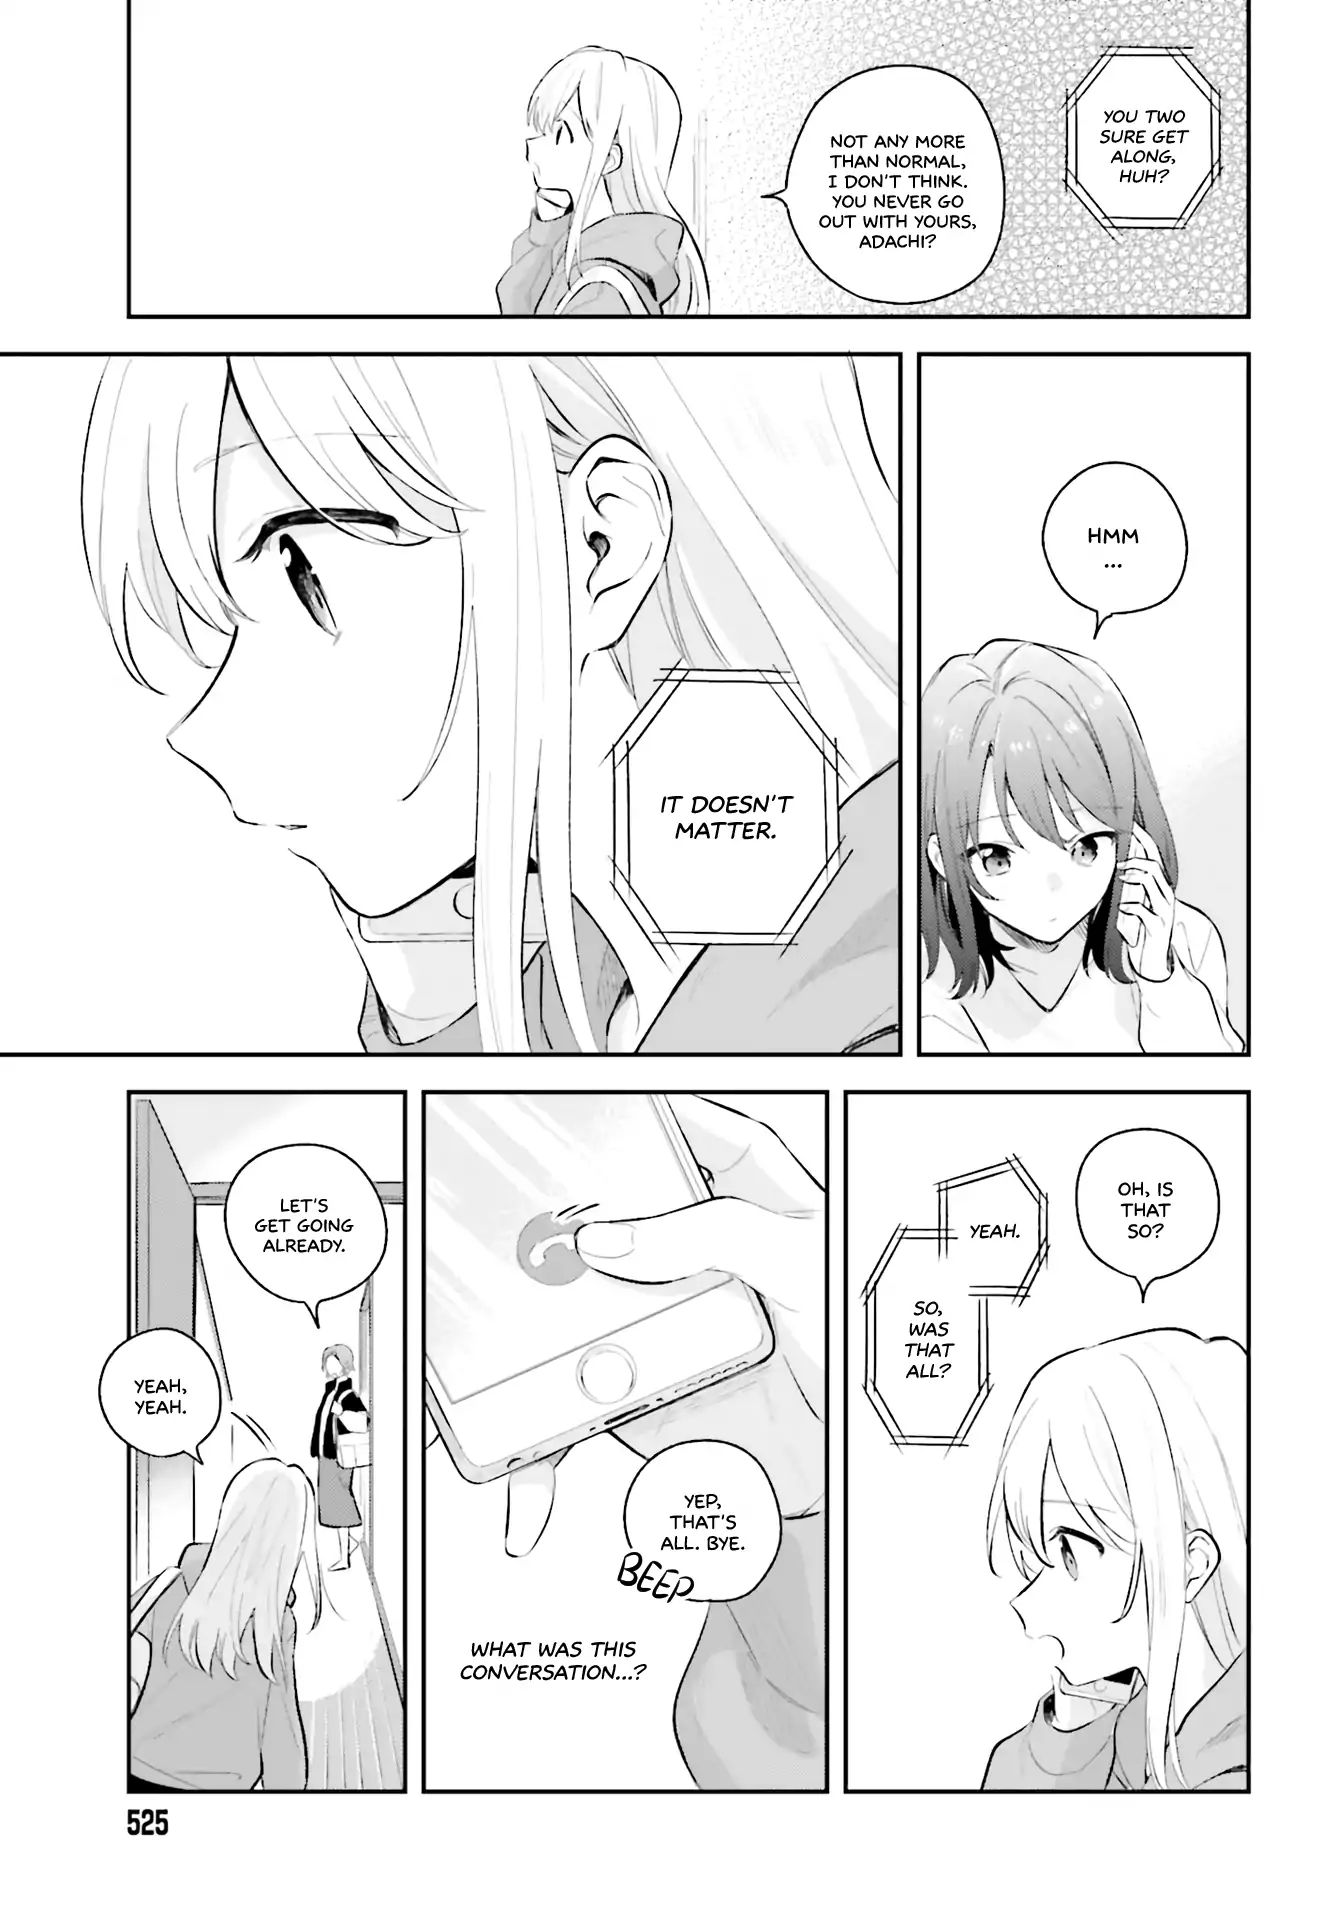 YOU TWO
SURE GET
ALONG,
HUH?
NOT ANY MORE
THAN NORMAL,
I DON'T THINK.
YOU NEVER GO
OUT WITH YOURS,
ADACHI?
HMM
...
IT DOESN'T
MATTER.
OH, IS
THAT
SO?
YEAH.
SO,
WAS
THAT
ALL?
YEP,
THAT'S
ALL. BYE.
BEEP
WHAT WAS THIS
CONVERSATION...?
LET'S
GET GOING
ALREADY.
YEAH,
YEAH.
525